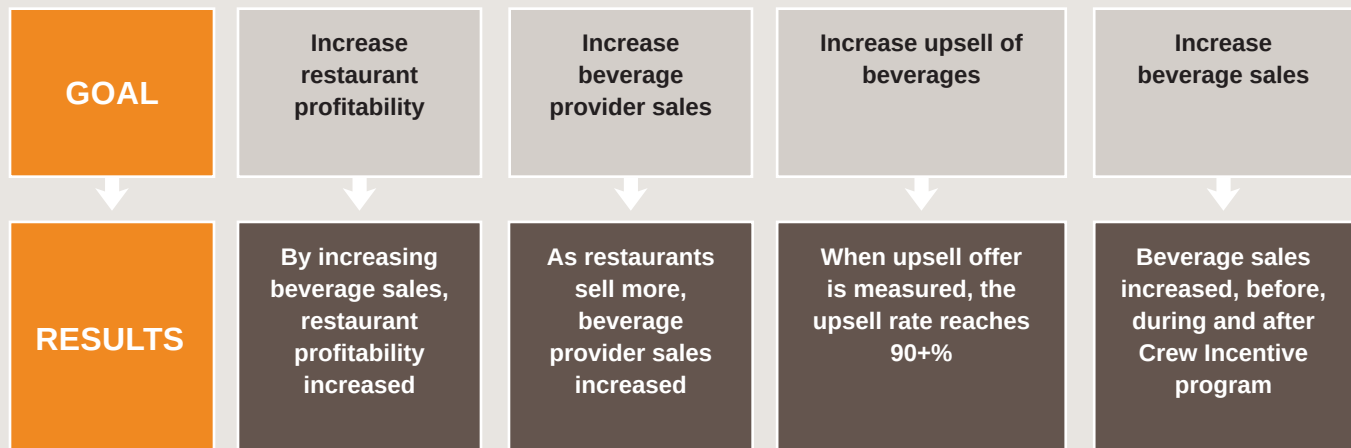 GOAL
Increase
restaurant
profitability
Increase
beverage
provider sales
Increase upsell of
beverages
Increase
beverage sales
RESULTS
By increasing
beverage sales,
restaurant
profitability
increased
As restaurants
sell more,
beverage
provider sales
increased
When upsell offer
is measured, the
upsell rate reaches
90+%
Beverage sales
increased, before,
during and after
Crew Incentive
program